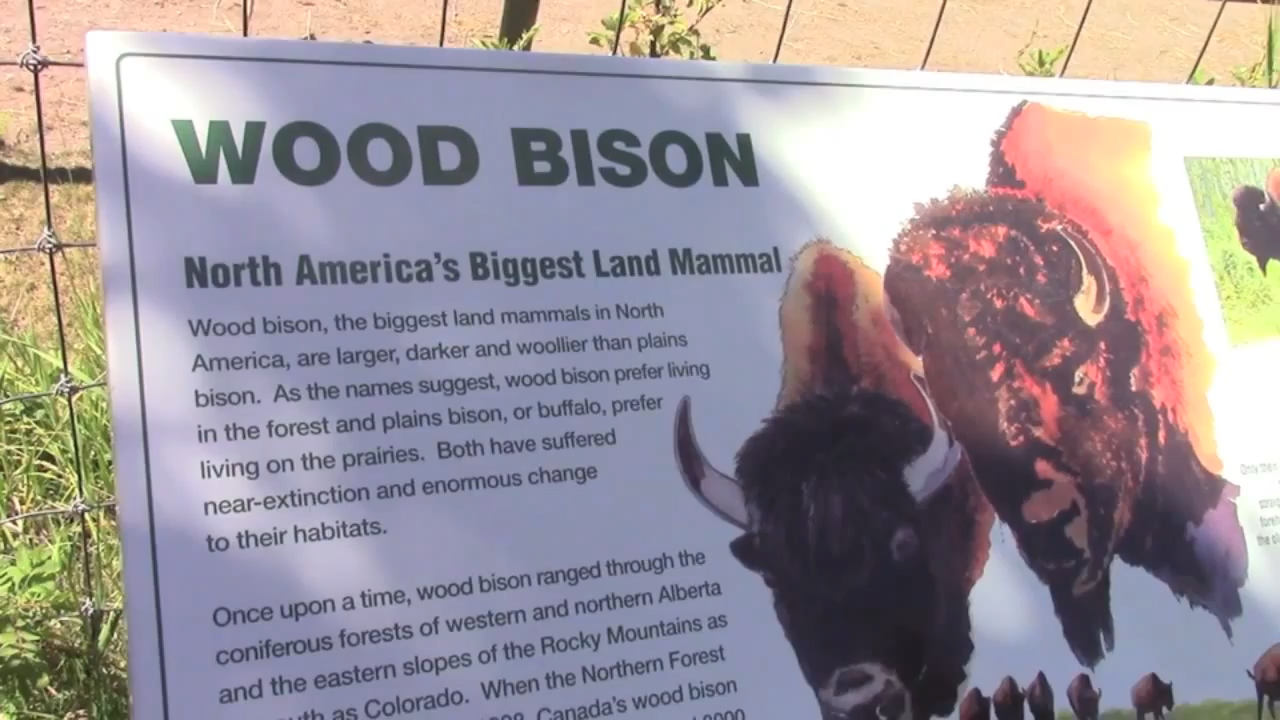 WOOD BISON
North America's Biggest Land Mammal
Wood bison, the biggest land mammals in North
America, are larger, darker and woollier than plains
bison. As the names suggest, wood bison prefer living
in the forest and plains bison, or buffalo, prefer
living on the prairies. Both have suffered
near-extinction and enormous change
to their habitats.
Once upon a time, wood bison ranged through the
coniferous forests of western and northern Alberta
and the eastern slopes of the Rocky Mountains as
as Colorado. When the Northern Forest
Canada's wood bison
Only
the